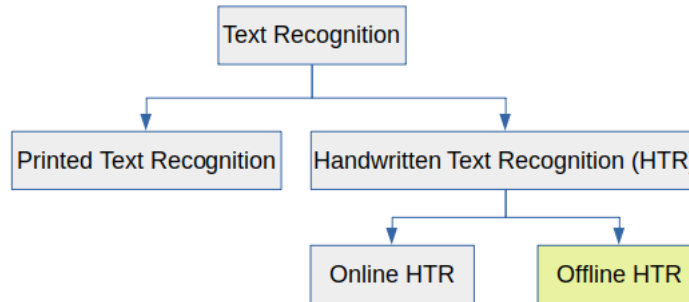 Text Recognition
Printed Text Recognition
Handwritten Text Recognition (HTR
Online HTR
Offline HTR